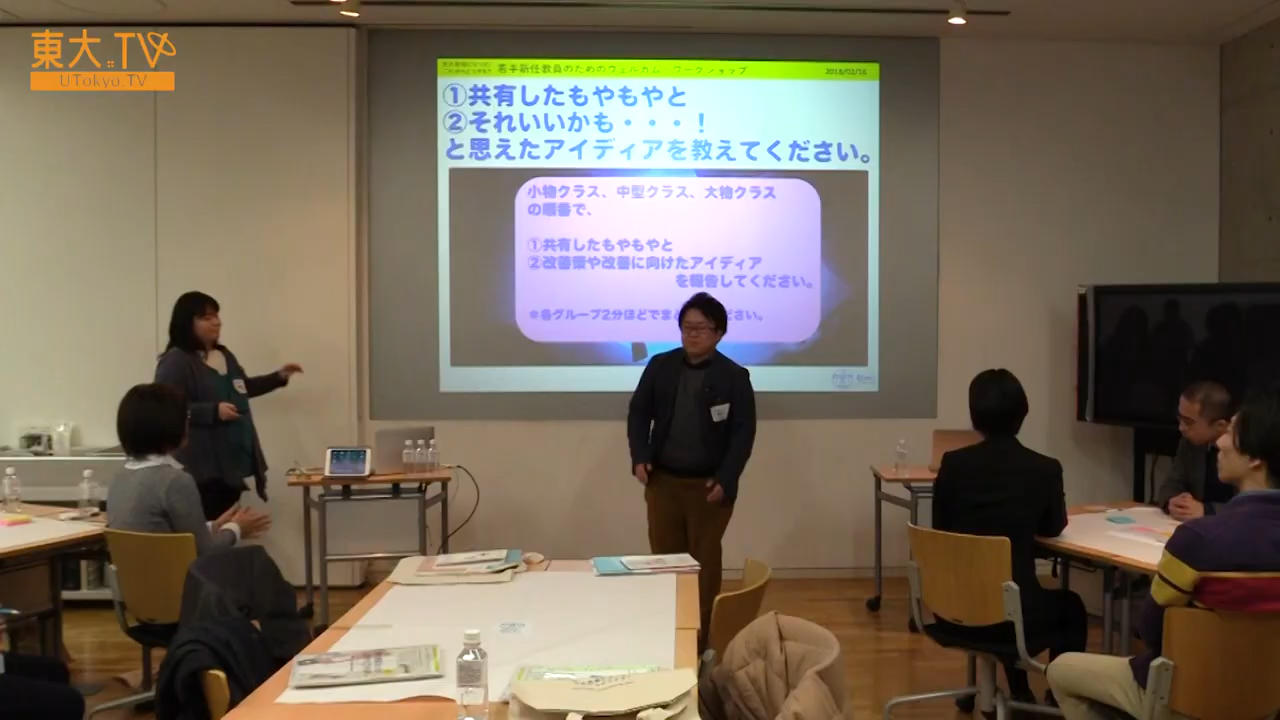 東大.TV
UTokyo.TV
若手新任教員のためのウェルカム・ワークショップ
2018/02/16
①共有したもやもやと
②それいいかも・・・！
と思えたアイディアを教えてください。
小物クラス、中型クラス、大物クラス
の順番で、
①共有したもやもやと
②改善策や改善に向けたアイディア
を報告してください。
＊各グループ2分ほどでま
ださい。